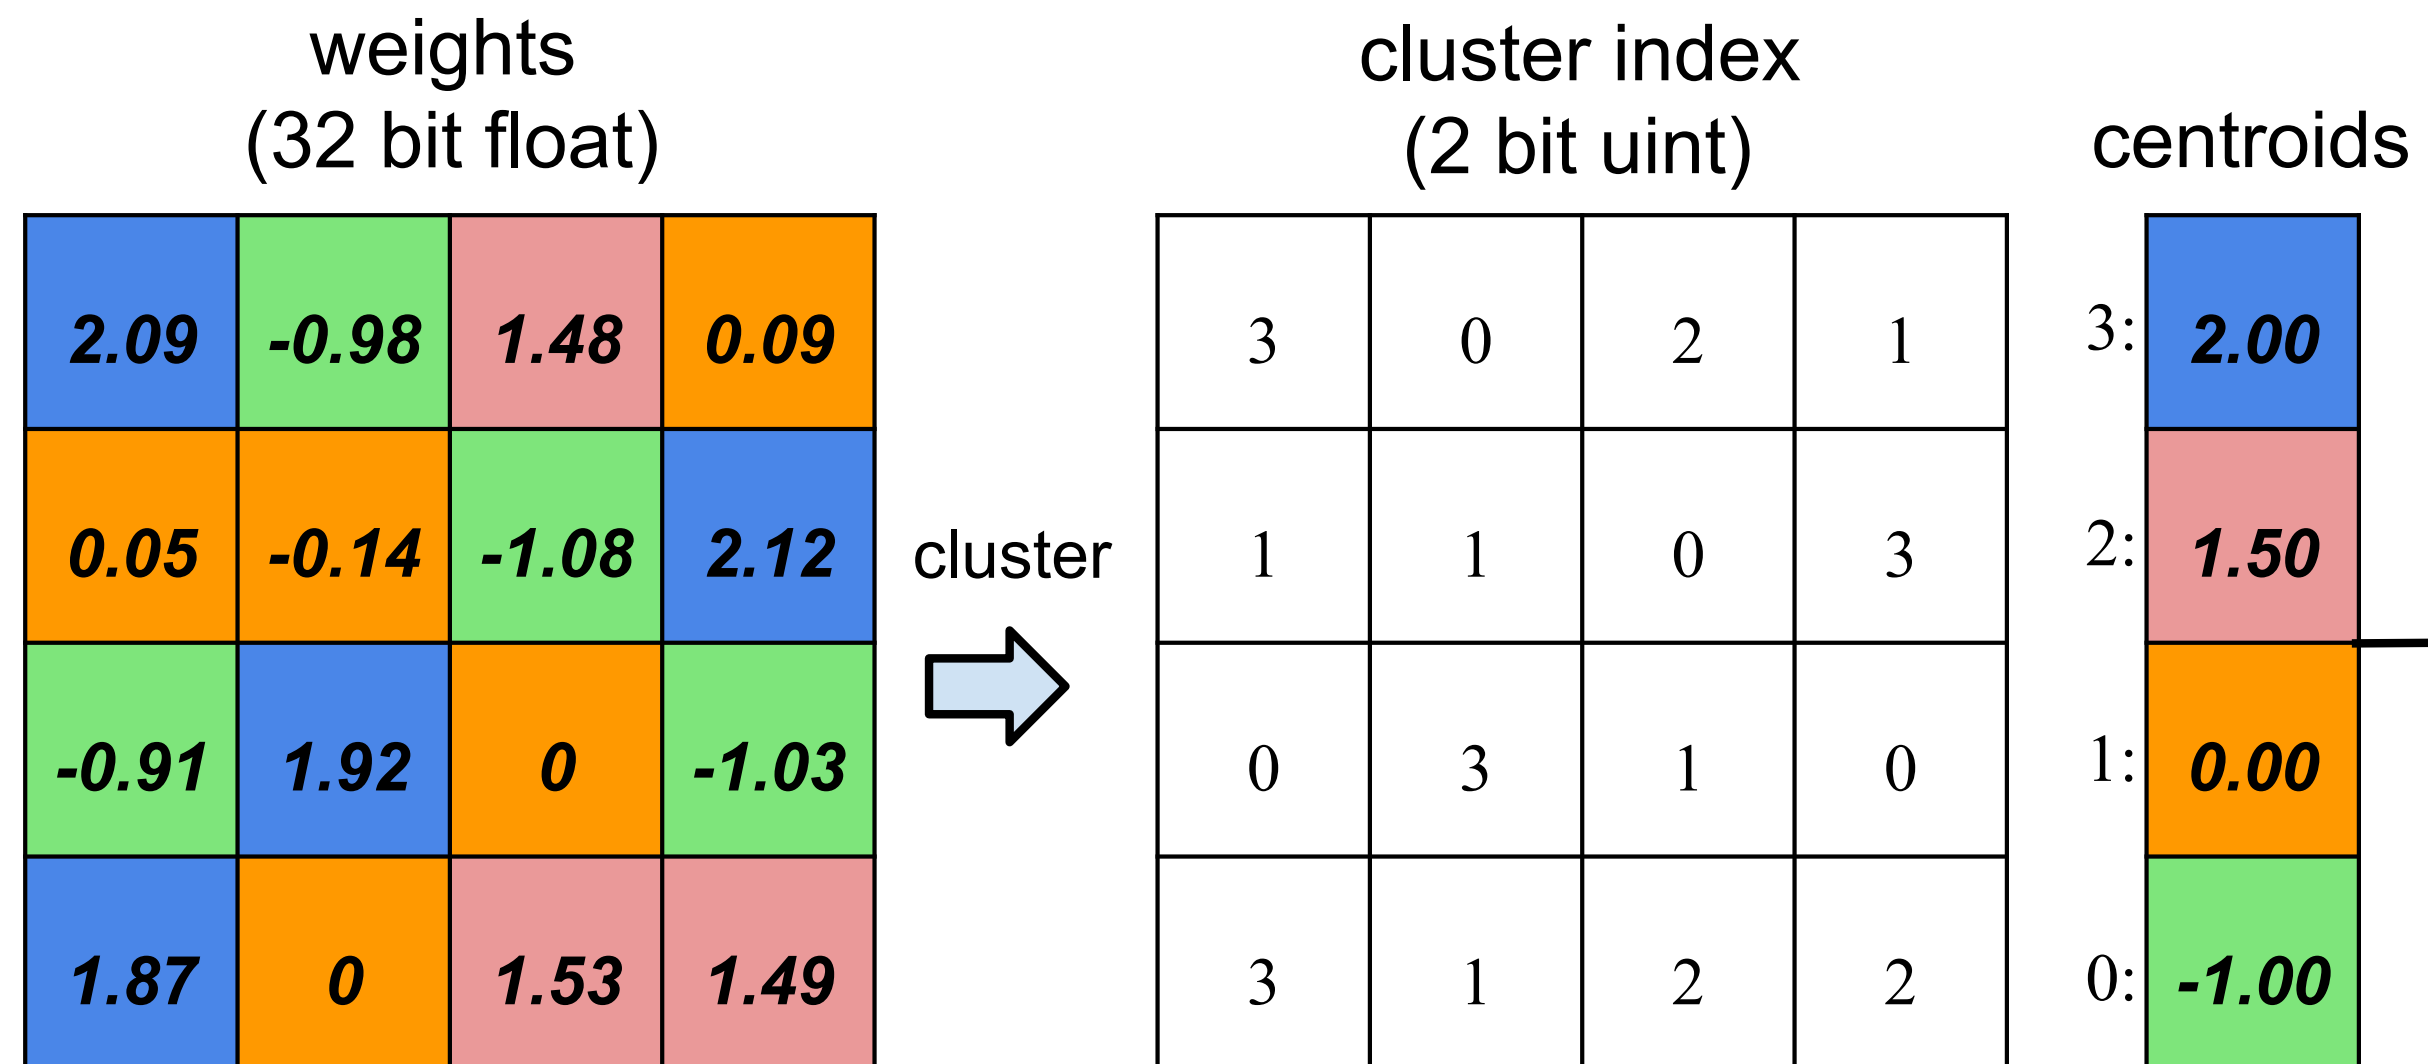 weights
(32 bit float)
cluster index
(2 bit uint)
centroids
2.09 -0.98 1.48 0.09
0.05 -0.14 -1.08 2.12
-0.91 1.92 0 -1.03
1.87 0 1.53 1.49
cluster
3 0 2 1
1 1 0 3
0 3 1 0
3 1 2 2
3: 2.00
2: 1.50
1: 0.00
0: -1.00